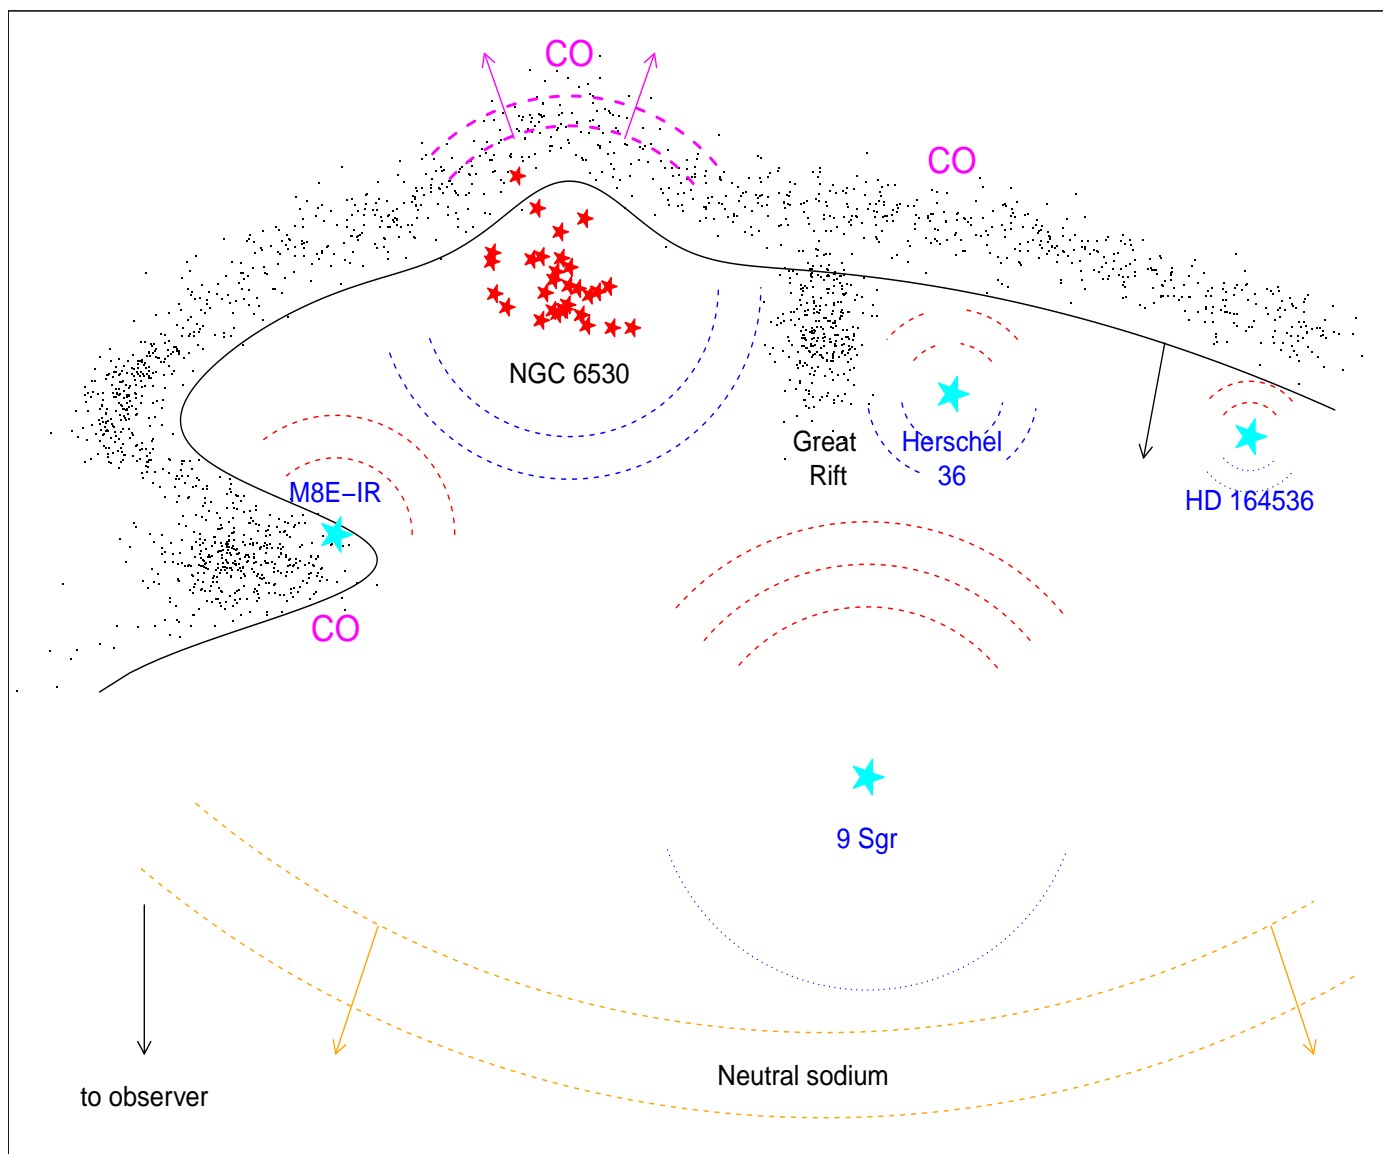 CO
CO
NGC 6530
Great
Rift
Herschel
36
M8E−IR
HD 164536
CO
9 Sgr
Neutral sodium
to observer